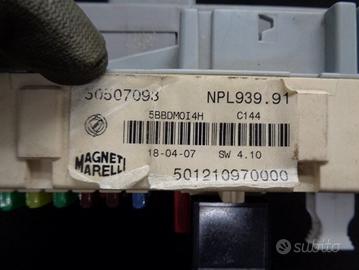 50507093 NPL939.91
5BBDMOI4H C144
18-04-07 SW 4.10
MAGNETI
MARELLI
501210970000
subito